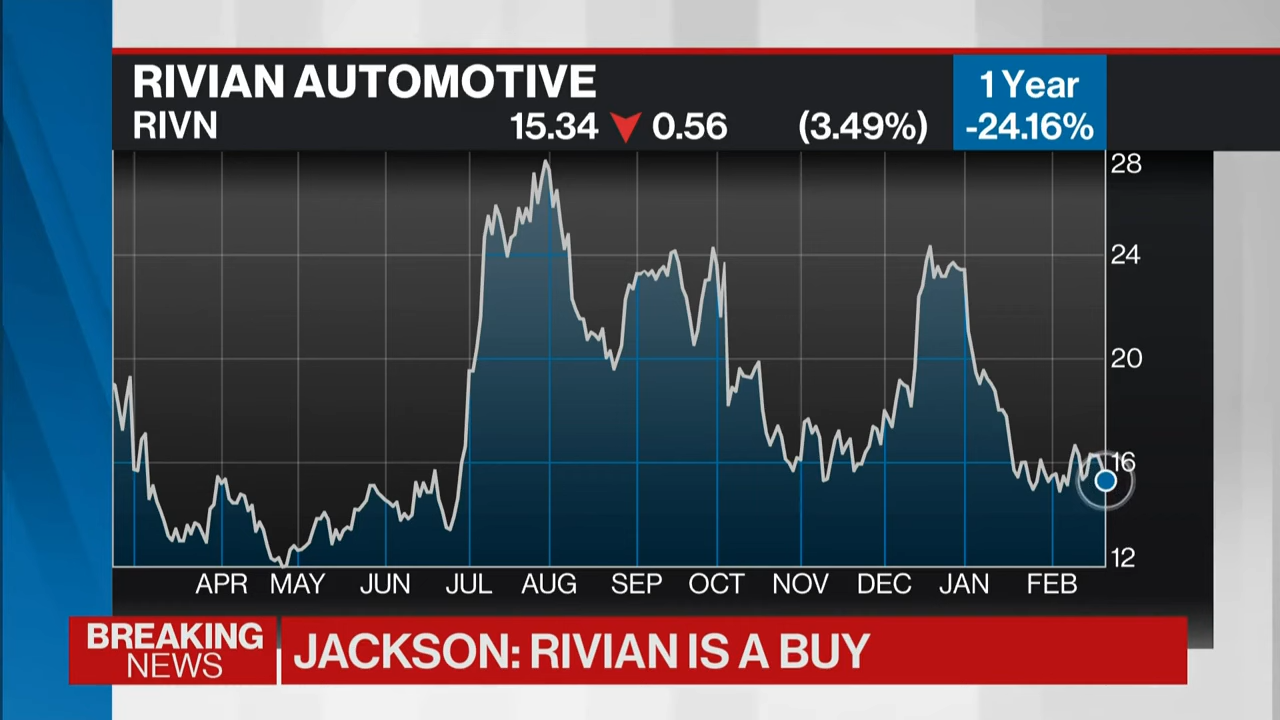 RIVIAN AUTOMOTIVE
RIVN 15.34 0.56 (3.49%)
1 Year
-24.16%
28
24
20
16
12
APR MAY JUN JUL AUG SEP OCT NOV DEC JAN FEB
BREAKING
NEWS
JACKSON: RIVIAN IS A BUY